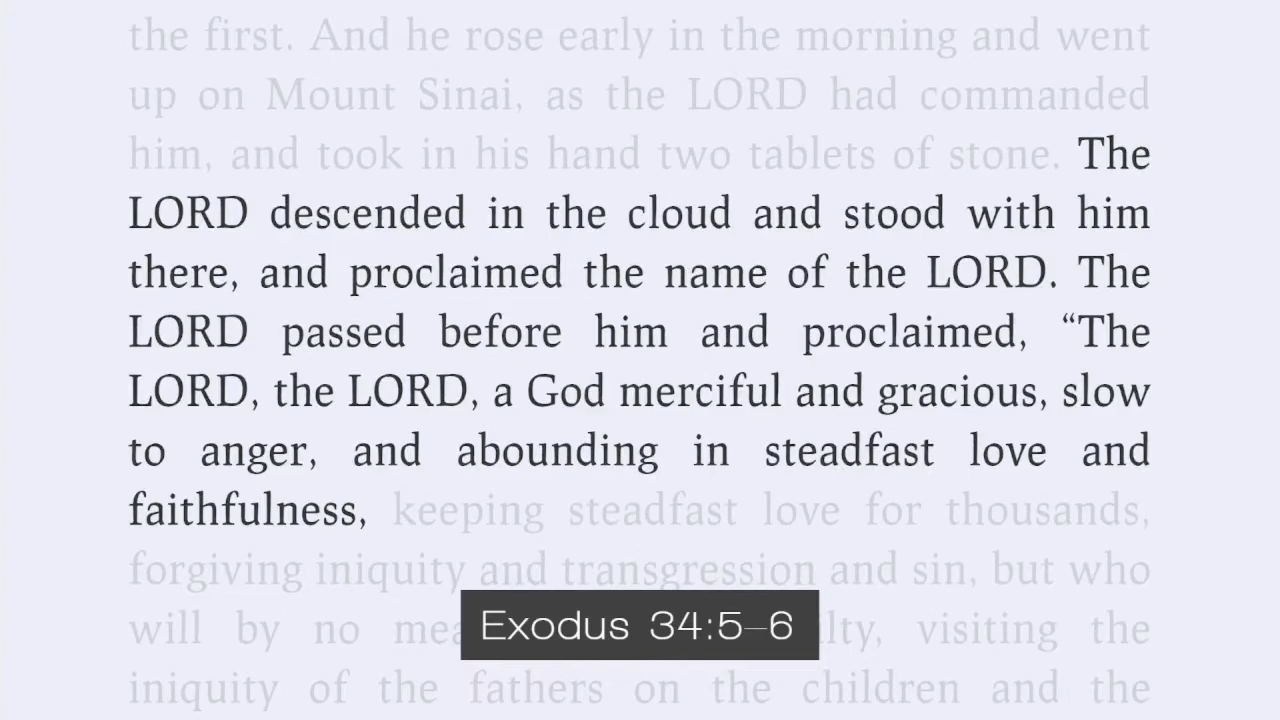 the first. And he rose early in the morning and went
up on Mount Sinai, as the LORD had commanded
him, and took in his hand two tablets of stone. The
LORD descended in the cloud and stood with him
there, and proclaimed the name of the LORD. The
LORD passed before him and proclaimed, “The
LORD, the LORD, a God merciful and gracious, slow
to anger, and abounding in steadfast love and
faithfulness, keeping steadfast love for thousands,
forgiving iniquity and transgression and sin, but who
will by no visiting the
Exodus 34:5–6
iniquity of the fathers on the children and the